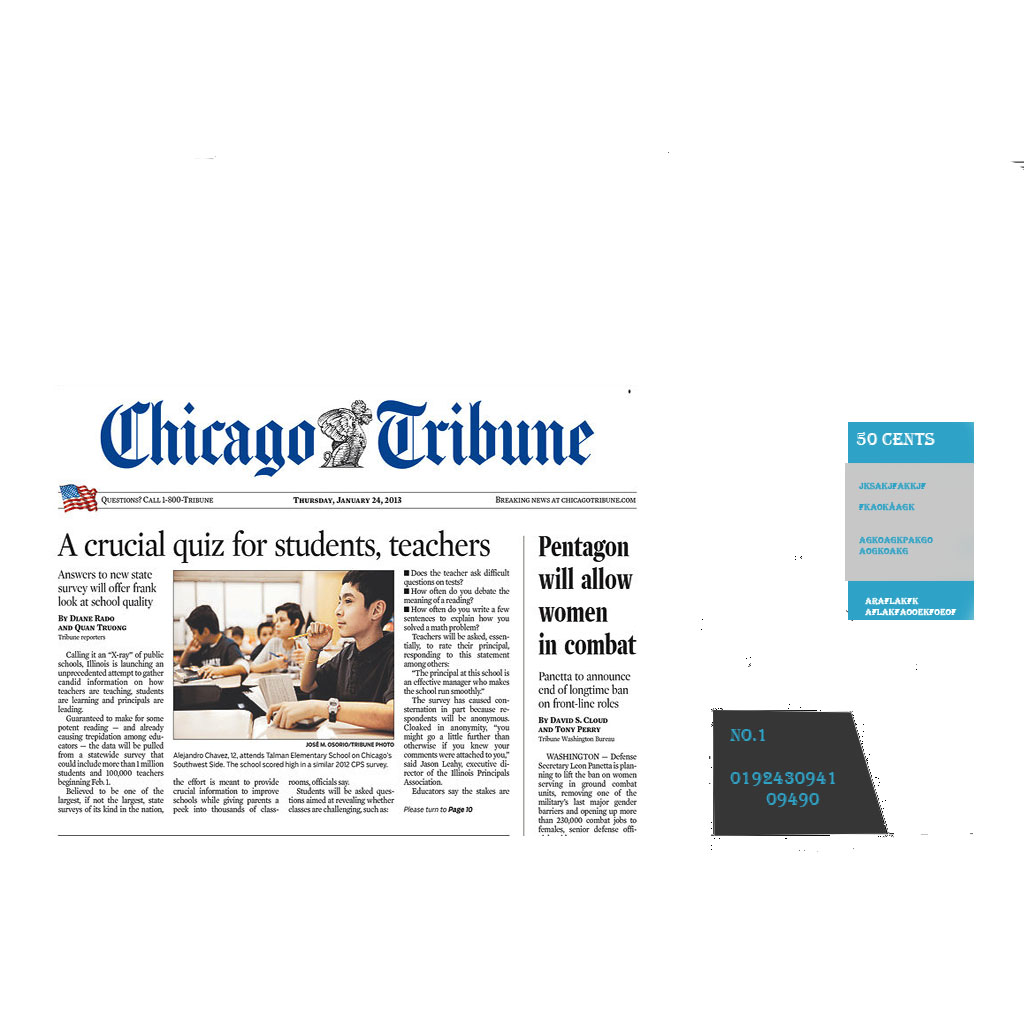 Chicago Tribune
QUESTIONS? CALL 1-800-TRIBUNE
THURSDAY, JANUARY 24, 2013
BREAKING NEWS AT CHICAGOTRIBUNE.COM
A crucial quiz for students, teachers
Answers to new state
survey will offer frank
look at school quality
BY DIANE RADO
AND QUAN TRUONG
Tribune reporters
Calling it an “X-ray” of public
schools, Illinois is launching an
unprecedented attempt to gather
candid information on how
teachers are teaching, students
are learning and principals are
leading.
Guaranteed to make for some
potent reading — and already
causing trepidation among edu-
cators — the data will be pulled
from a statewide survey that
could include more than 1 million
students and 100,000 teachers
beginning Feb. 1.
Believed to be one of the
largest, if not the largest, state
surveys of its kind in the nation,
JOSÉ M. OSORIO/TRIBUNE PHOTO
Alejandro Chavez, 12, attends Talman Elementary School on Chicago's
Southwest Side. The school scored high in a similar 2012 CPS survey.
the effort is meant to provide
crucial information to improve
schools while giving parents a
peek into thousands of class-
rooms, officials say.
Students will be asked ques-
tions aimed at revealing whether
classes are challenging, such as:
■ Does the teacher ask difficult
questions on tests?
■ How often do you debate the
meaning of a reading?
■ How often do you write a few
sentences to explain how you
solved a math problem?
Teachers will be asked, essen-
tially, to rate their principal,
responding to this statement
among others:
“The principal at this school is
an effective manager who makes
the school run smoothly.”
The survey has caused con-
sternation in part because re-
spondents will be anonymous.
Cloaked in anonymity, “you
might go a little further than
otherwise if you knew your
comments were attached to you,”
said Jason Leahy, executive di-
rector of the Illinois Principals
Association.
Educators say the stakes are
Please turn to Page 10
Pentagon
will allow
women
in combat
Panetta to announce
end of longtime ban
on front-line roles
BY DAVID S. CLOUD
AND TONY PERRY
Tribune Washington Bureau
WASHINGTON — Defense
Secretary Leon Panetta is plan-
ning to lift the ban on women
serving in ground combat
units, removing one of the
military's last major gender
barriers and opening up more
than 230,000 combat jobs to
females, senior defense offi-
50 CENTS
JKSAKJFAKKJF
FKAOKAAGK
AGKOAGKPAKGO
AOGKOAKG
ARAFLAKFK
AFLAKFAOOEKFOEOF
NO.1
0192430941
09490